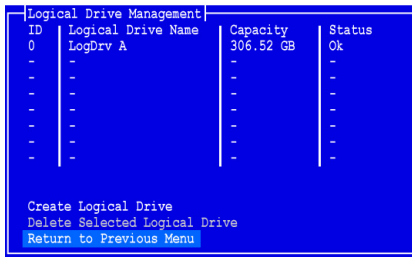 Logical Drive Management
ID Logical Drive Name Capacity Status
0 LogDrv A 306.52 GB Ok
- - - -
- - - -
- - - -
- - - -
- - - -
- - - -
- - - -
Create Logical Drive
Delete Selected Logical Drive
Return to Previous Menu